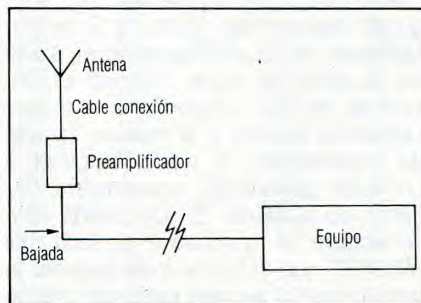 Antena
Cable conexión
Preamplificador
Bajada
Equipo